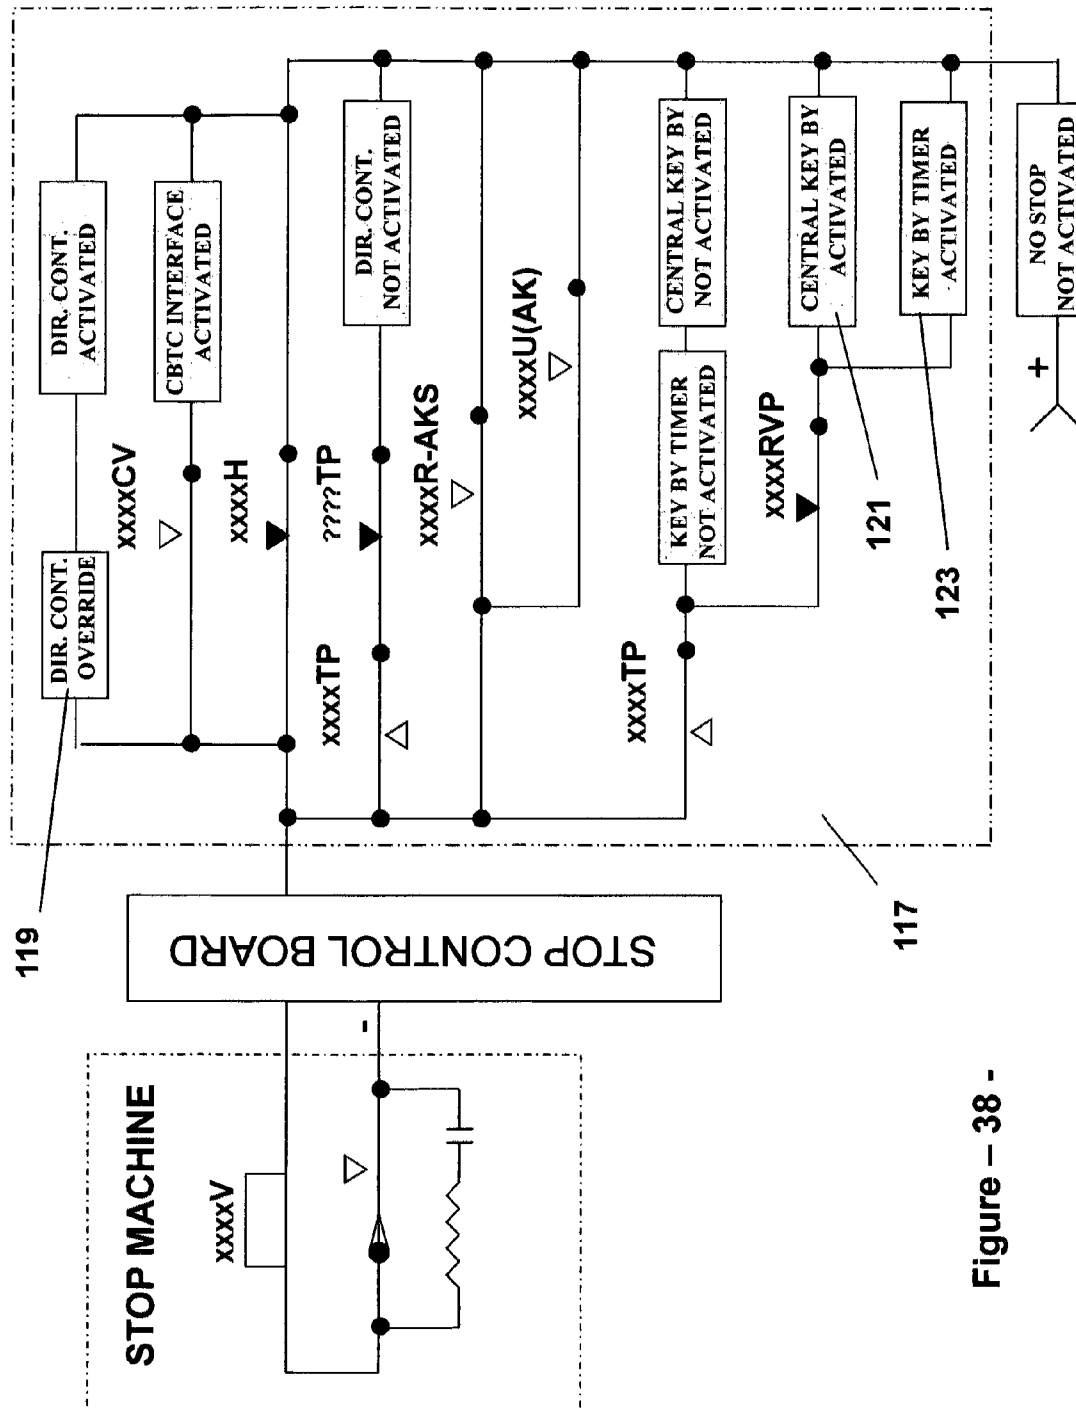 119
DIR. CONT.
OVERRIDE
DIR. CONT.
ACTIVATED
xxxxCV
CBTC INTERFACE
ACTIVATED
xxxxH
xxxxTP
????TP
DIR. CONT.
NOT ACTIVATED
xxxxR-AKS
xxxxU(AK)
xxxxTP
KEY BY TIMER
NOT ACTIVATED
CENTRAL KEY BY
NOT ACTIVATED
xxxxRVP
CENTRAL KEY BY
ACTIVATED
121
KEY BY TIMER
ACTIVATED
123
NO STOP
NOT ACTIVATED
+
117
STOP CONTROL BOARD
-
STOP MACHINE
xxxxV
Figure – 38 -